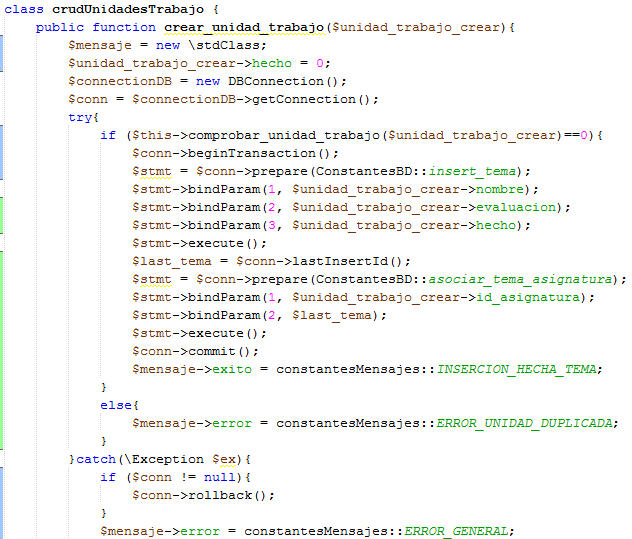 class crudUnidadesTrabajo {
public function crear_unidad_trabajo($unidad_trabajo_crear){
$mensaje = new \stdClass;
$unidad_trabajo_crear->hecho = 0;
$connectionDB = new DBConnection();
$conn = $connectionDB->getConnection();
try{
if ($this->comprobar_unidad_trabajo($unidad_trabajo_crear)==0){
$conn->beginTransaction();
$stmt = $conn->prepare(ConstantesBD::insert_tema);
$stmt->bindParam(1, $unidad_trabajo_crear->nombre);
$stmt->bindParam(2, $unidad_trabajo_crear->evaluacion);
$stmt->bindParam(3, $unidad_trabajo_crear->hecho);
$stmt->execute();
$last_tema = $conn->lastInsertId();
$stmt = $conn->prepare(ConstantesBD::asociar_tema_asignatura);
$stmt->bindParam(1, $unidad_trabajo_crear->id_asignatura);
$stmt->bindParam(2, $last_tema);
$stmt->execute();
$conn->commit();
$mensaje->exito = constantesMensajes::INSERCION_HECHA_TEMA;
}
else{
$mensaje->error = constantesMensajes::ERROR_UNIDAD_DUPLICADA;
}
}catch(\Exception $ex){
if ($conn != null){
$conn->rollback();
}
$mensaje->error = constantesMensajes::ERROR_GENERAL;